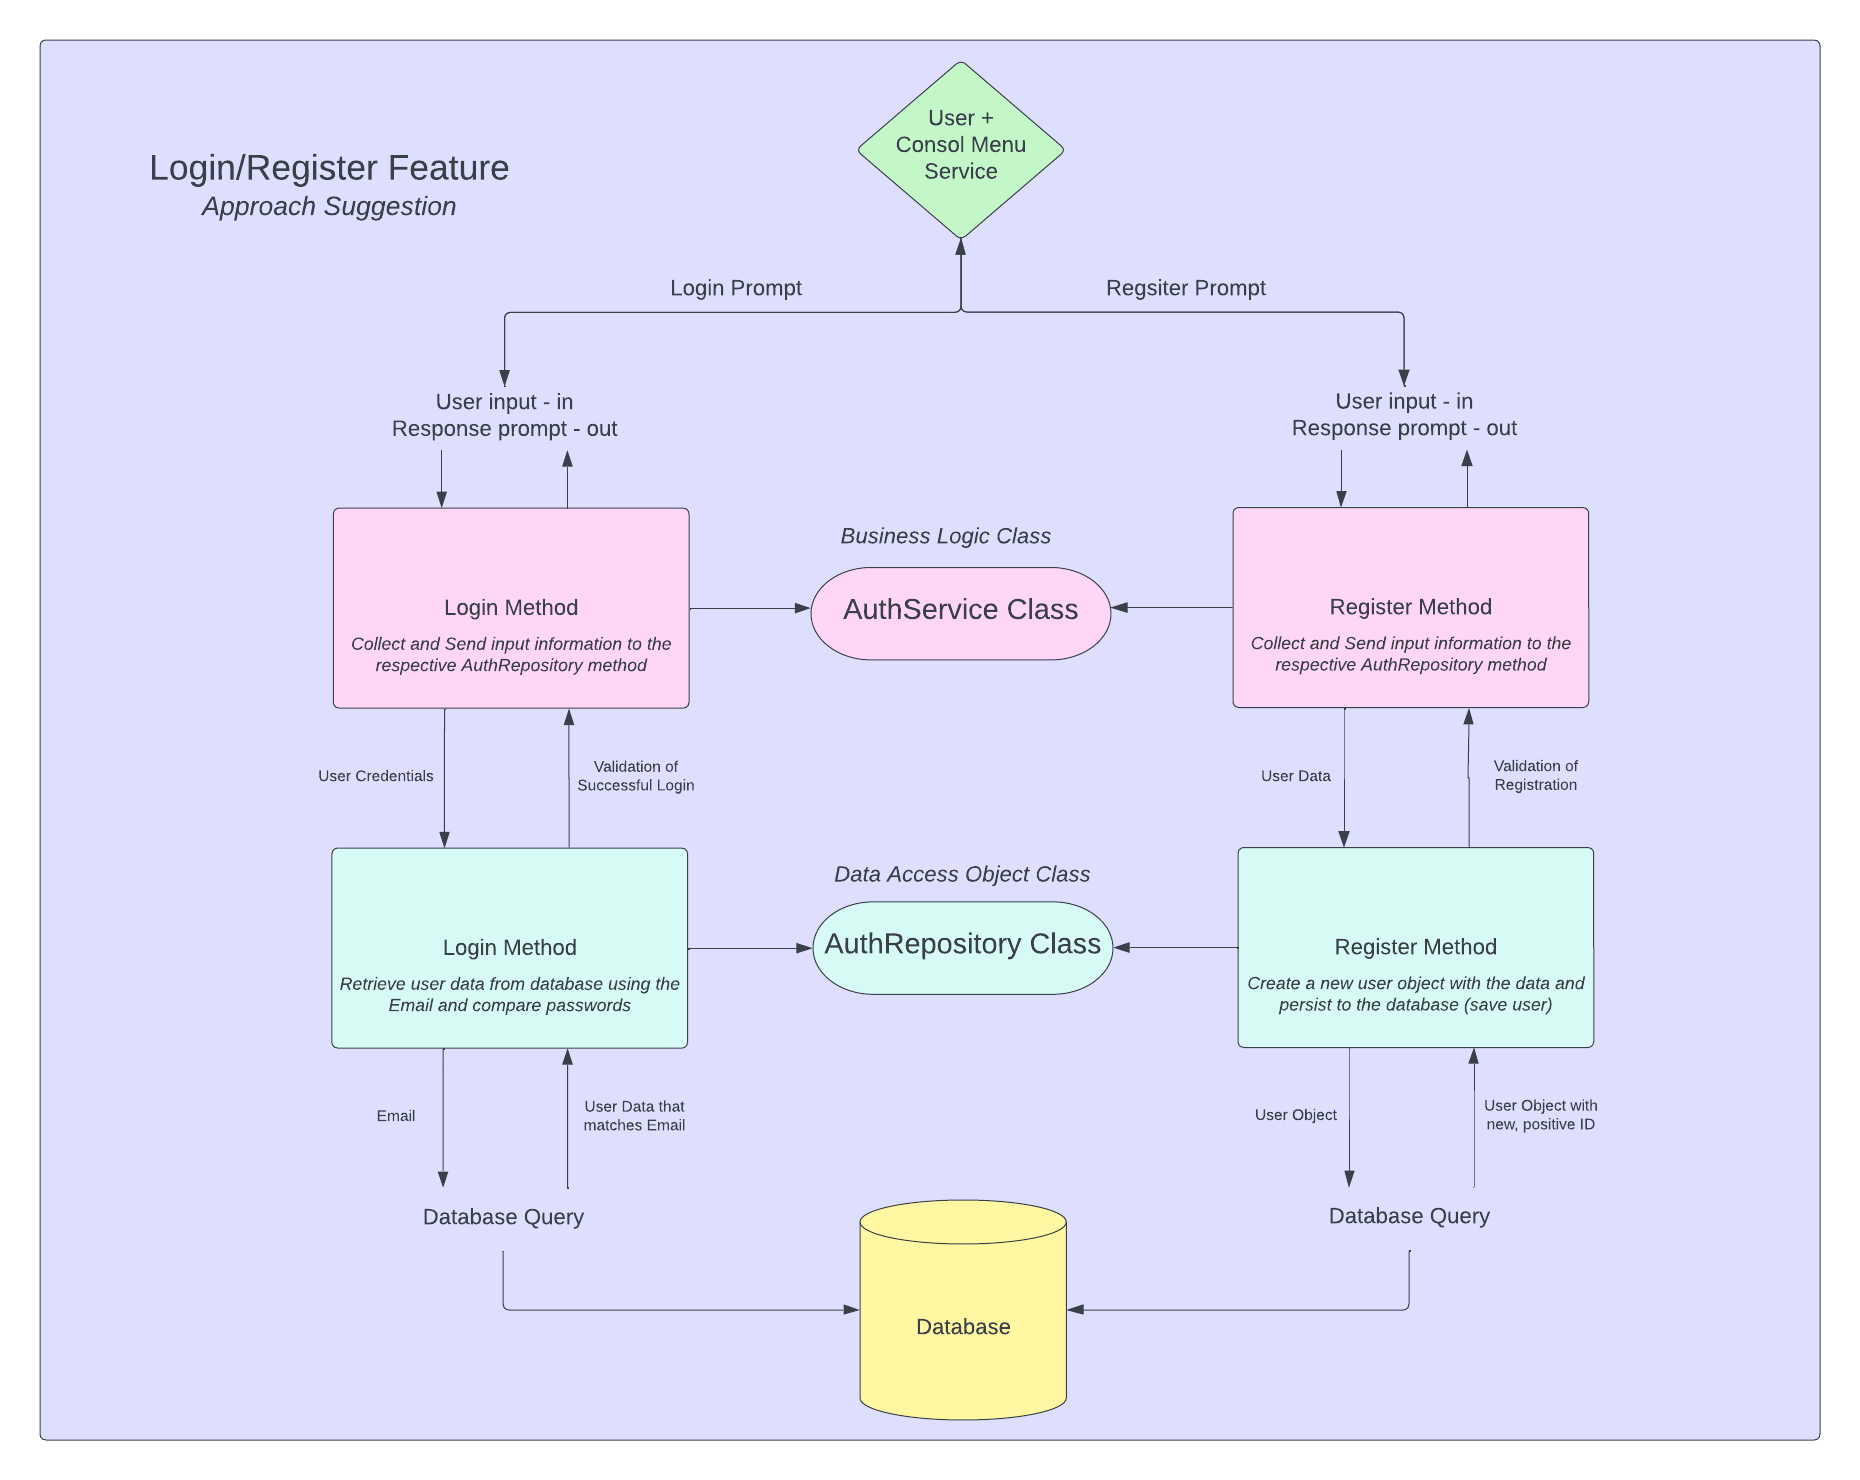 User +
Consol Menu
Service
Login/Register Feature
Approach Suggestion
Login Prompt
Regsiter Prompt
User input - in
Response prompt - out
User input - in
Response prompt - out
Business Logic Class
Login Method
Collect and Send input information to the
respective AuthRepository method
AuthService Class
Register Method
Collect and Send input information to the
respective AuthRepository method
User Credentials
Validation of
Successful Login
User Data
Validation of
Registration
Data Access Object Class
Login Method
Retrieve user data from database using the
Email and compare passwords
AuthRepository Class
Register Method
Create a new user object with the data and
persist to the database (save user)
Email
User Data that
matches Email
User Object
User Object with
new, positive ID
Database Query
Database Query
Database